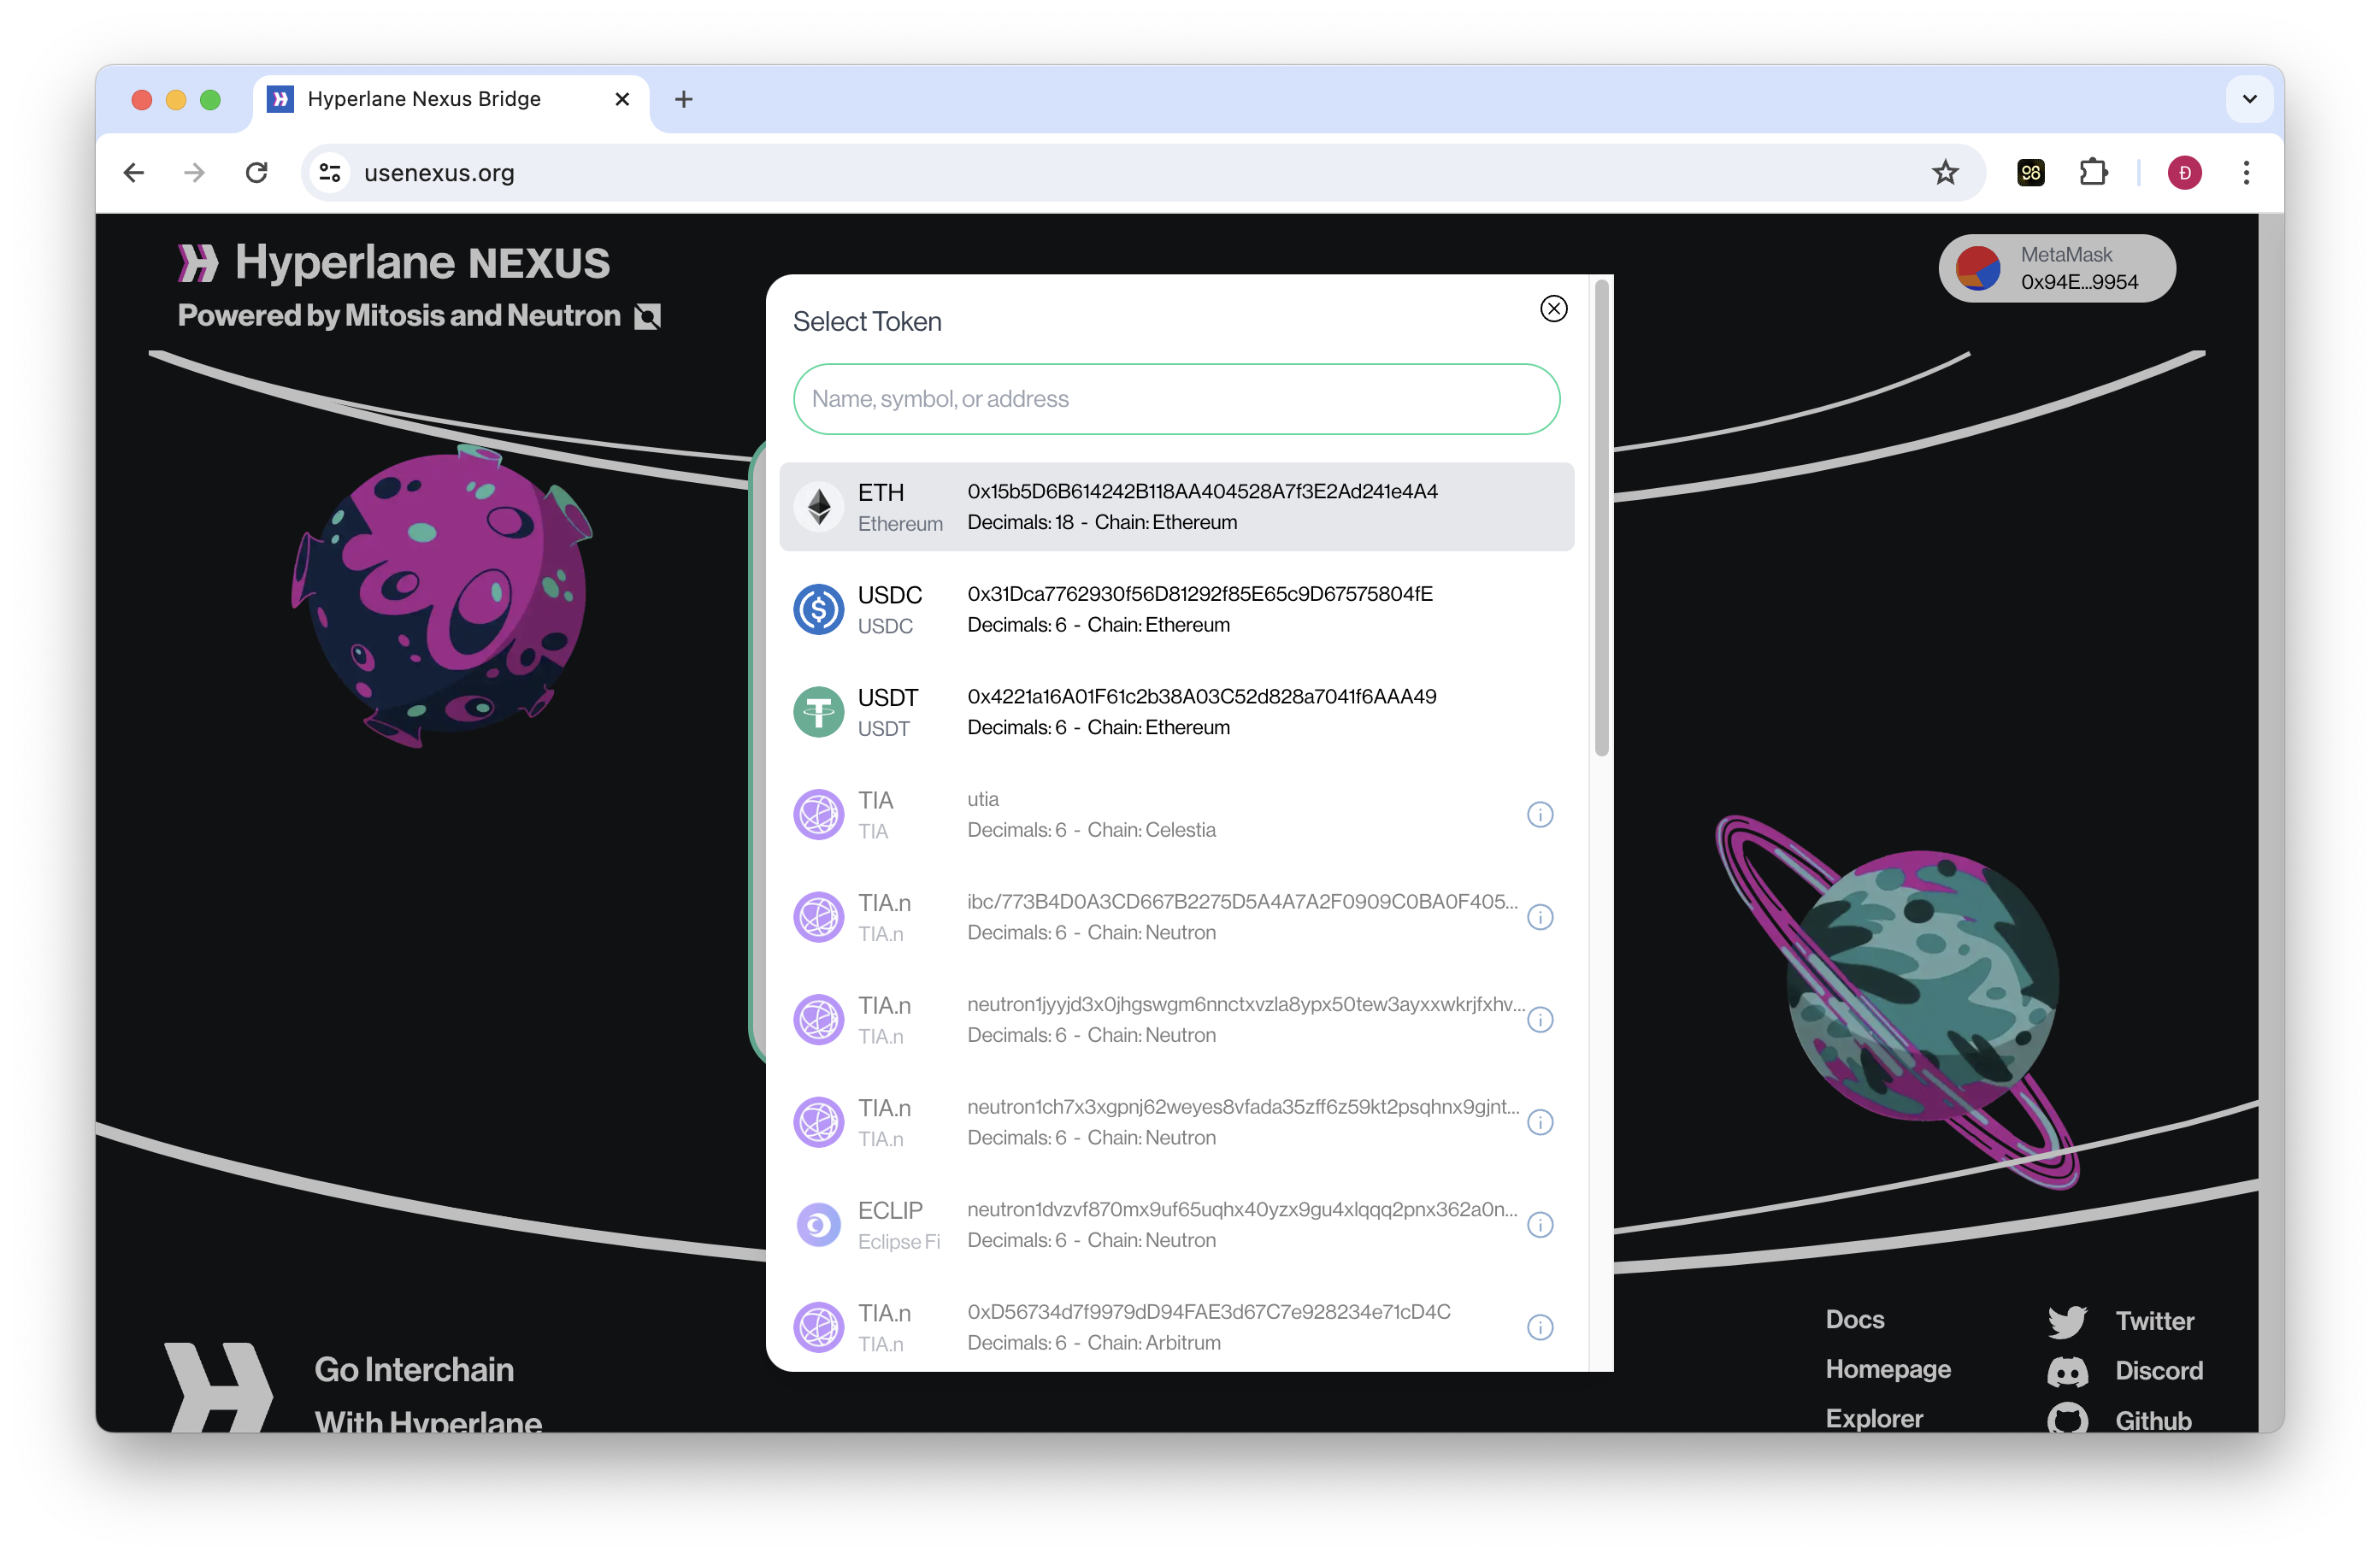 Hyperlane Nexus Bridge
usenexus.org
Đ
Hyperlane NEXUS
Powered by Mitosis and Neutron
MetaMask
0x94E...9954
Select Token
Name, symbol, or address
ETH
Ethereum
0x15b5D6B614242B118AA404528A7f3E2Ad241e4A4
Decimals: 18 - Chain: Ethereum
USDC
USDC
0x31Dca7762930f56D81292f85E65c9D67575804fE
Decimals: 6 - Chain: Ethereum
USDT
USDT
0x4221a16A01F61c2b38A03C52d828a7041f6AAA49
Decimals: 6 - Chain: Ethereum
TIA
TIA
utia
Decimals: 6 - Chain: Celestia
TIA.n
TIA.n
ibc/773B4D0A3CD667B2275D5A4A7A2F0909C0BA0F405...
Decimals: 6 - Chain: Neutron
TIA.n
TIA.n
neutron1jyyjd3x0jhgswgm6nnctxvzla8ypx50tew3ayxxwkrjfxhv...
Decimals: 6 - Chain: Neutron
TIA.n
TIA.n
neutron1ch7x3xgpnj62weyes8vfada35zff6z59kt2psqhnx9gjnt...
Decimals: 6 - Chain: Neutron
ECLIP
Eclipse Fi
neutron1dvzvf870mx9uf65uqhx40yzx9gu4xlqqq2pnx362a0n...
Decimals: 6 - Chain: Neutron
TIA.n
TIA.n
0xD56734d7f9979dD94FAE3d67C7e928234e71cD4C
Decimals: 6 - Chain: Arbitrum
Go Interchain
With Hyperlane
Docs
Homepage
Explorer
Twitter
Discord
Github